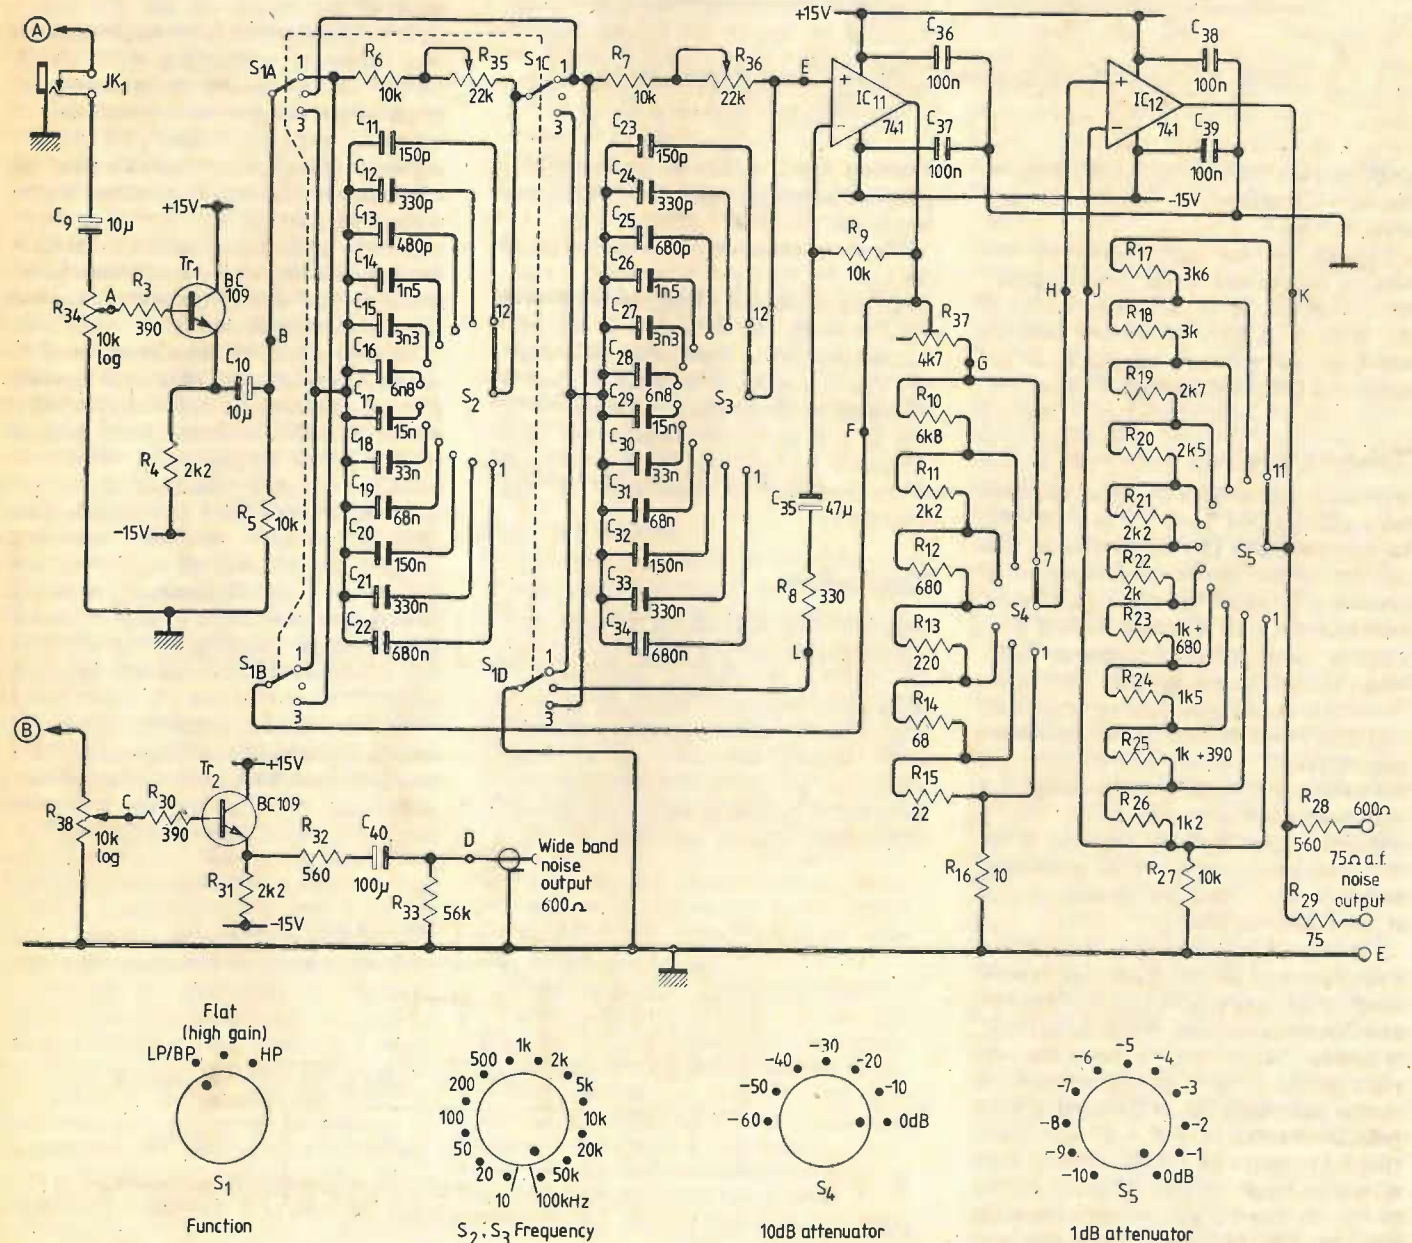 A
JK1
C9 10µ
R34
10k
log
A
R3
390
+15V
Tr1
BC
109
R4
2k2
-15V
C10
10µ
B
R5
10k
S1A
1
3
R6
10k
R35
22k
S1C
1
3
R7
10k
R36
22k
E
C11
150p
C12
330p
C13
480p
C14
1n5
C15
3n3
C16
6n8
C17
15n
C18
33n
C19
68n
C20
150n
C21
330n
C22
680n
12
S2
1
C23
150p
C24
330p
C25
680p
C26
1n5
C27
3n3
C28
6n8
C29
15n
C30
33n
C31
68n
C32
150n
C33
330n
C34
680n
12
S3
1
S1B
1
3
S1D
1
3
+15V
+
−
IC11
741
C36
100n
C37
100n
-15V
+
−
IC12
741
C38
100n
C39
100n
R9
10k
C35
47µ
R8
330
L
F
R37
4k7
G
R10
6k8
R11
2k2
R12
680
R13
220
R14
68
R15
22
R16
10
7
S4
1
H
J
K
R17
3k6
R18
3k
R19
2k7
R20
2k5
R21
2k2
R22
2k
R23
1k +
680
R24
1k5
R25
1k +390
R26
1k2
R27
10k
11
S5
1
R28
560
600Ω
75Ω a.f.
noise
output
R29
75
E
B
R38
10k
log
C
R30
390
Tr2
+15V
BC109
R31
2k2
-15V
R32
560
C40
100µ
R33
56k
D
Wide band
noise
output
600Ω
Flat
(high gain)
LP/BP
HP
S1
Function
10
20
50
100
200
500
1k
2k
5k
10k
20k
50k
100kHz
S2, S3 Frequency
-60
-50
-40
-30
-20
-10
0dB
S4
10dB attenuator
-10
-9
-8
-7
-6
-5
-4
-3
-2
-1
0dB
S5
1dB attenuator